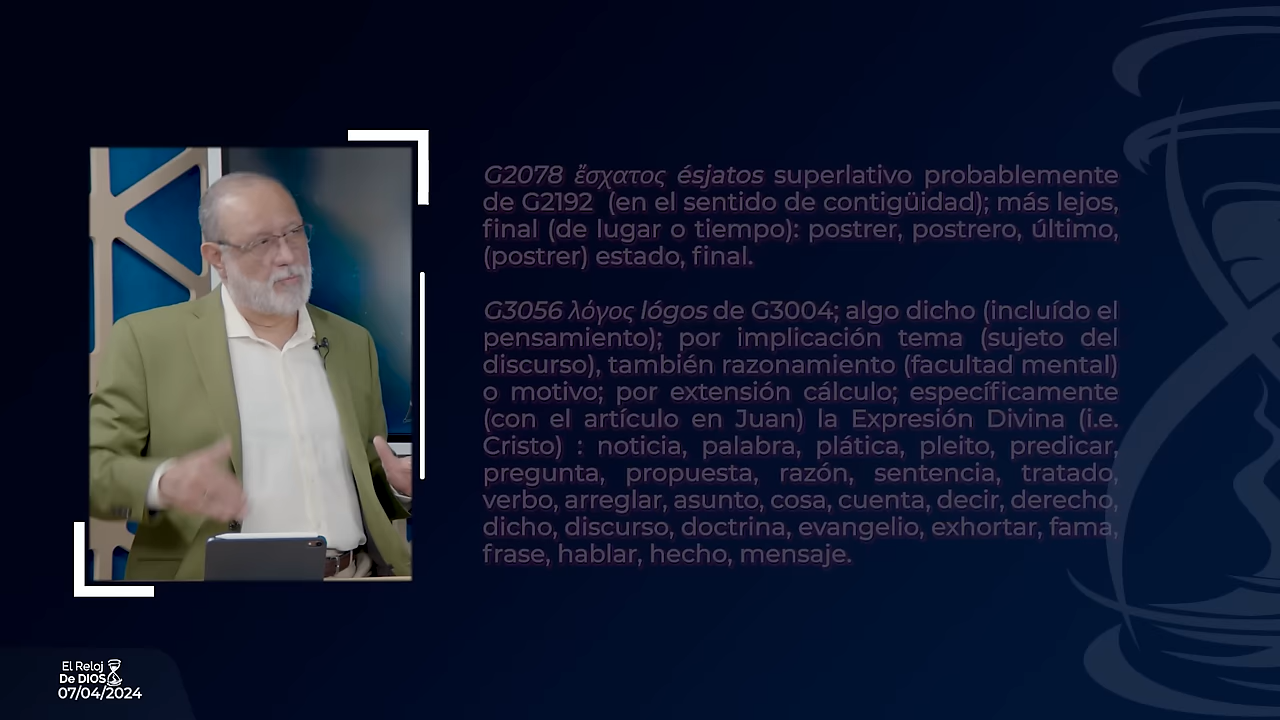 G2078 ἔσχατος ésjatos superlativo probablemente
de G2192 (en el sentido de contigüidad); más lejos,
final (de lugar o tiempo): postrer, postrero, último,
(postrer) estado, final.
G3056 λόγος lógos de G3004; algo dicho (incluído el
pensamiento); por implicación tema (sujeto del
discurso), también razonamiento (facultad mental)
o motivo; por extensión cálculo; específicamente
(con el artículo en Juan) la Expresión Divina (i.e.
Cristo) : noticia, palabra, plática, pleito, predicar,
pregunta, propuesta, razón, sentencia, tratado,
verbo, arreglar, asunto, cosa, cuenta, decir, derecho,
dicho, discurso, doctrina, evangelio, exhortar, fama,
frase, hablar, hecho, mensaje.
El Reloj
De DIOS
07/04/2024